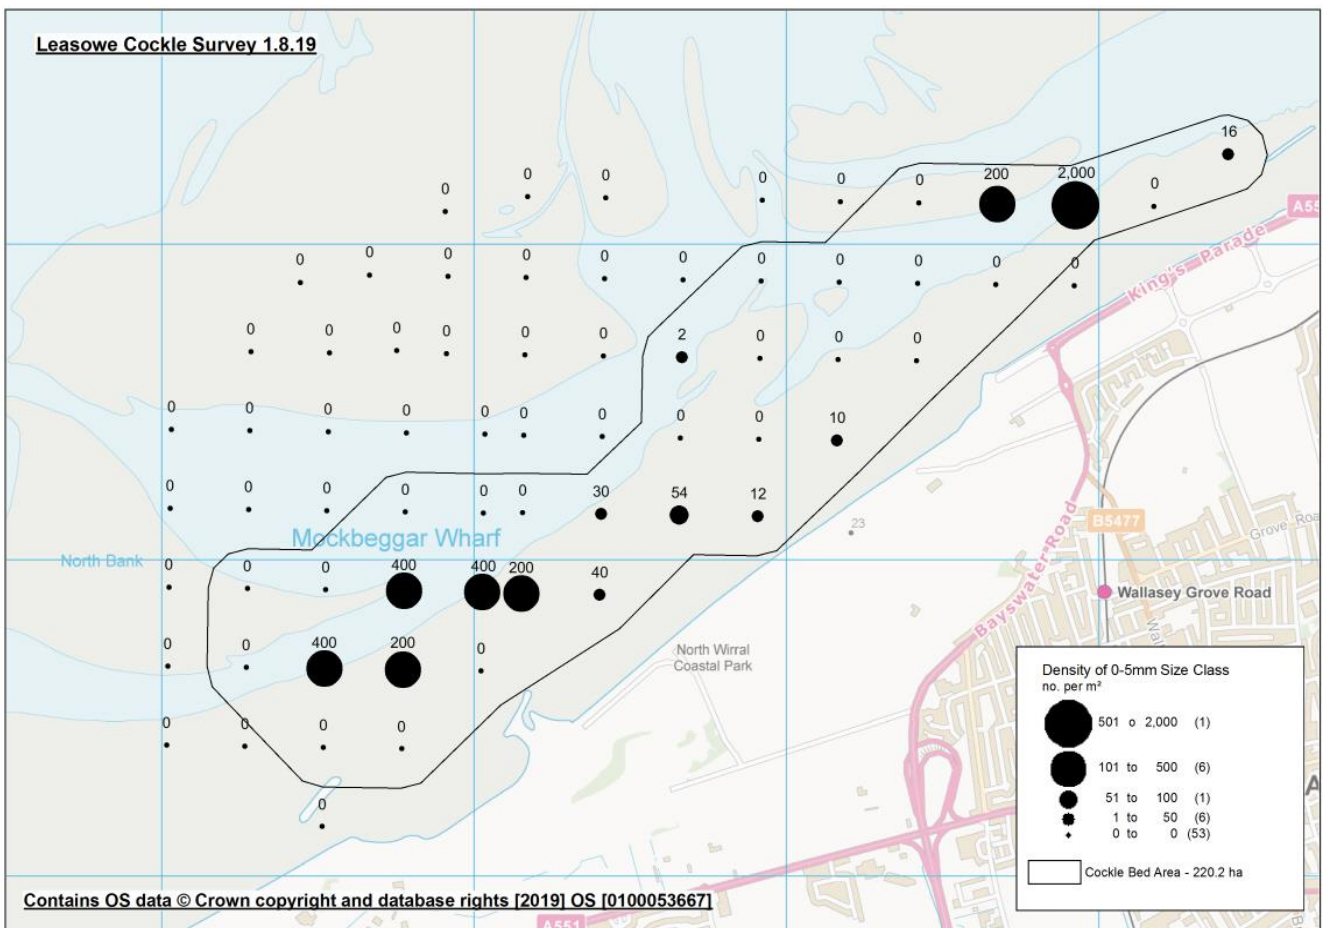 Leasowe Cockle Survey 1.8.19
16
0 0 0 0 0 0 200 2,000 0
0 0 0 0 0 0 0 0 0 0 0
A55
King's Parade
0 0 0 0 0 0 2 0 0 0
0 0 0 0 0 0 0 0 0 10
0 0 0 0 0 0 30 54 12
Mockbeggar Wharf
23
B5477
Grove Roa
North Bank
0 0 0 400 400 200 40
Bayswater Road
Wallasey Grove Road
Wal
0 0 400 200 0
North Wirral
Coastal Park
0 0 0 0
0
Density of 0-5mm Size Class
no. per m²
501 o 2,000 (1)
101 to 500 (6)
51 to 100 (1)
1 to 50 (6)
0 to 0 (53)
Cockle Bed Area - 220.2 ha
A
Contains OS data © Crown copyright and database rights [2019] OS [0100053667]
A551